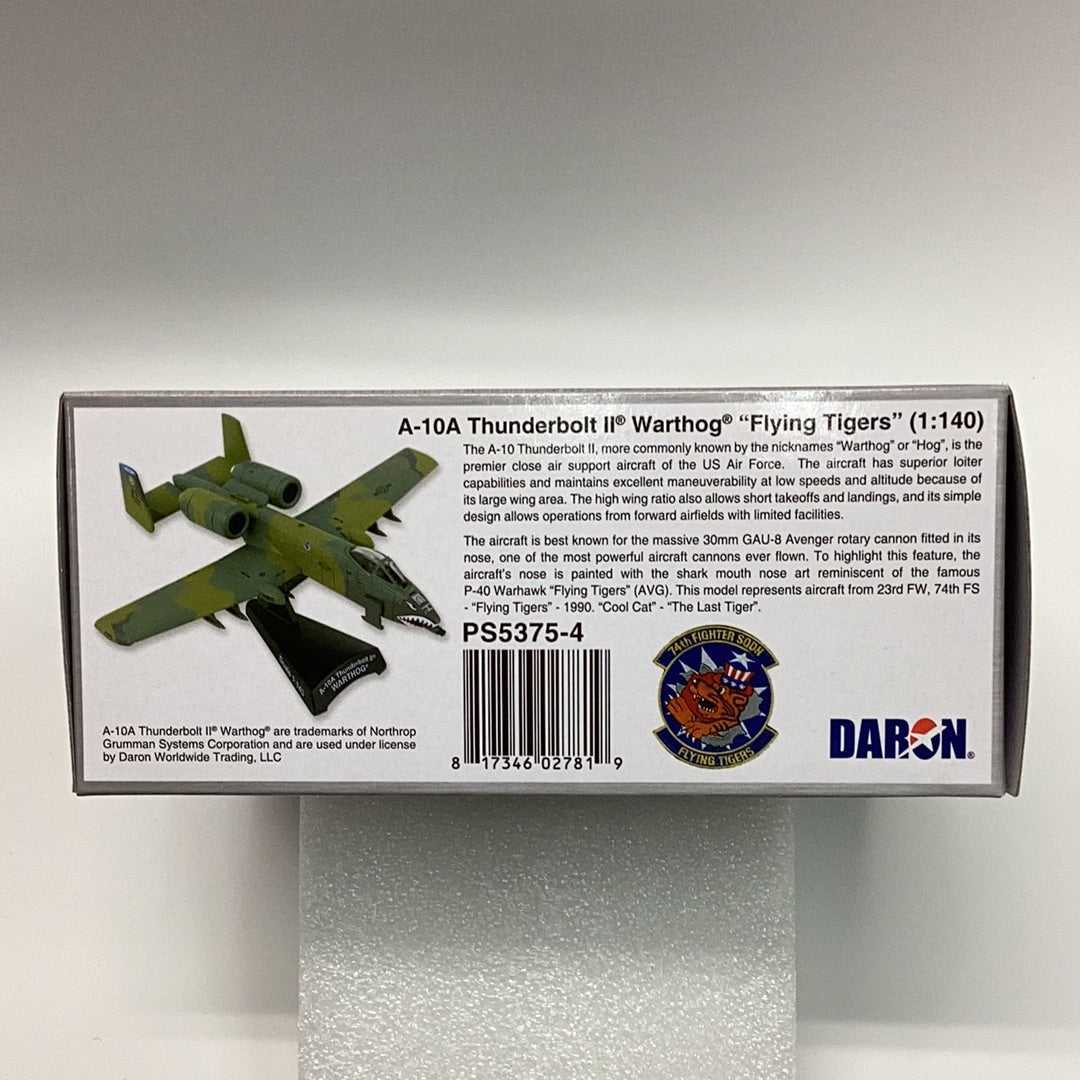 A-10A Thunderbolt II® Warthog® “Flying Tigers” (1:140)
The A-10 Thunderbolt II, more commonly known by the nicknames “Warthog” or “Hog”, is the
premier close air support aircraft of the US Air Force. The aircraft has superior loiter
capabilities and maintains excellent maneuverability at low speeds and altitude because of
its large wing area. The high wing ratio also allows short takeoffs and landings, and its simple
design allows operations from forward airfields with limited facilities.
The aircraft is best known for the massive 30mm GAU-8 Avenger rotary cannon fitted in its
nose, one of the most powerful aircraft cannons ever flown. To highlight this feature, the
aircraft’s nose is painted with the shark mouth nose art reminiscent of the famous
P-40 Warhawk “Flying Tigers” (AVG). This model represents aircraft from 23rd FW, 74th FS
- “Flying Tigers” - 1990. “Cool Cat” - “The Last Tiger”.
PS5375-4
8 17346 02781 9
74th FIGHTER SQDN
FLYING TIGERS
DARON®
A-10A Thunderbolt II®
WARTHOG®
A-10A Thunderbolt II® Warthog® are trademarks of Northrop
Grumman Systems Corporation and are used under license
by Daron Worldwide Trading, LLC